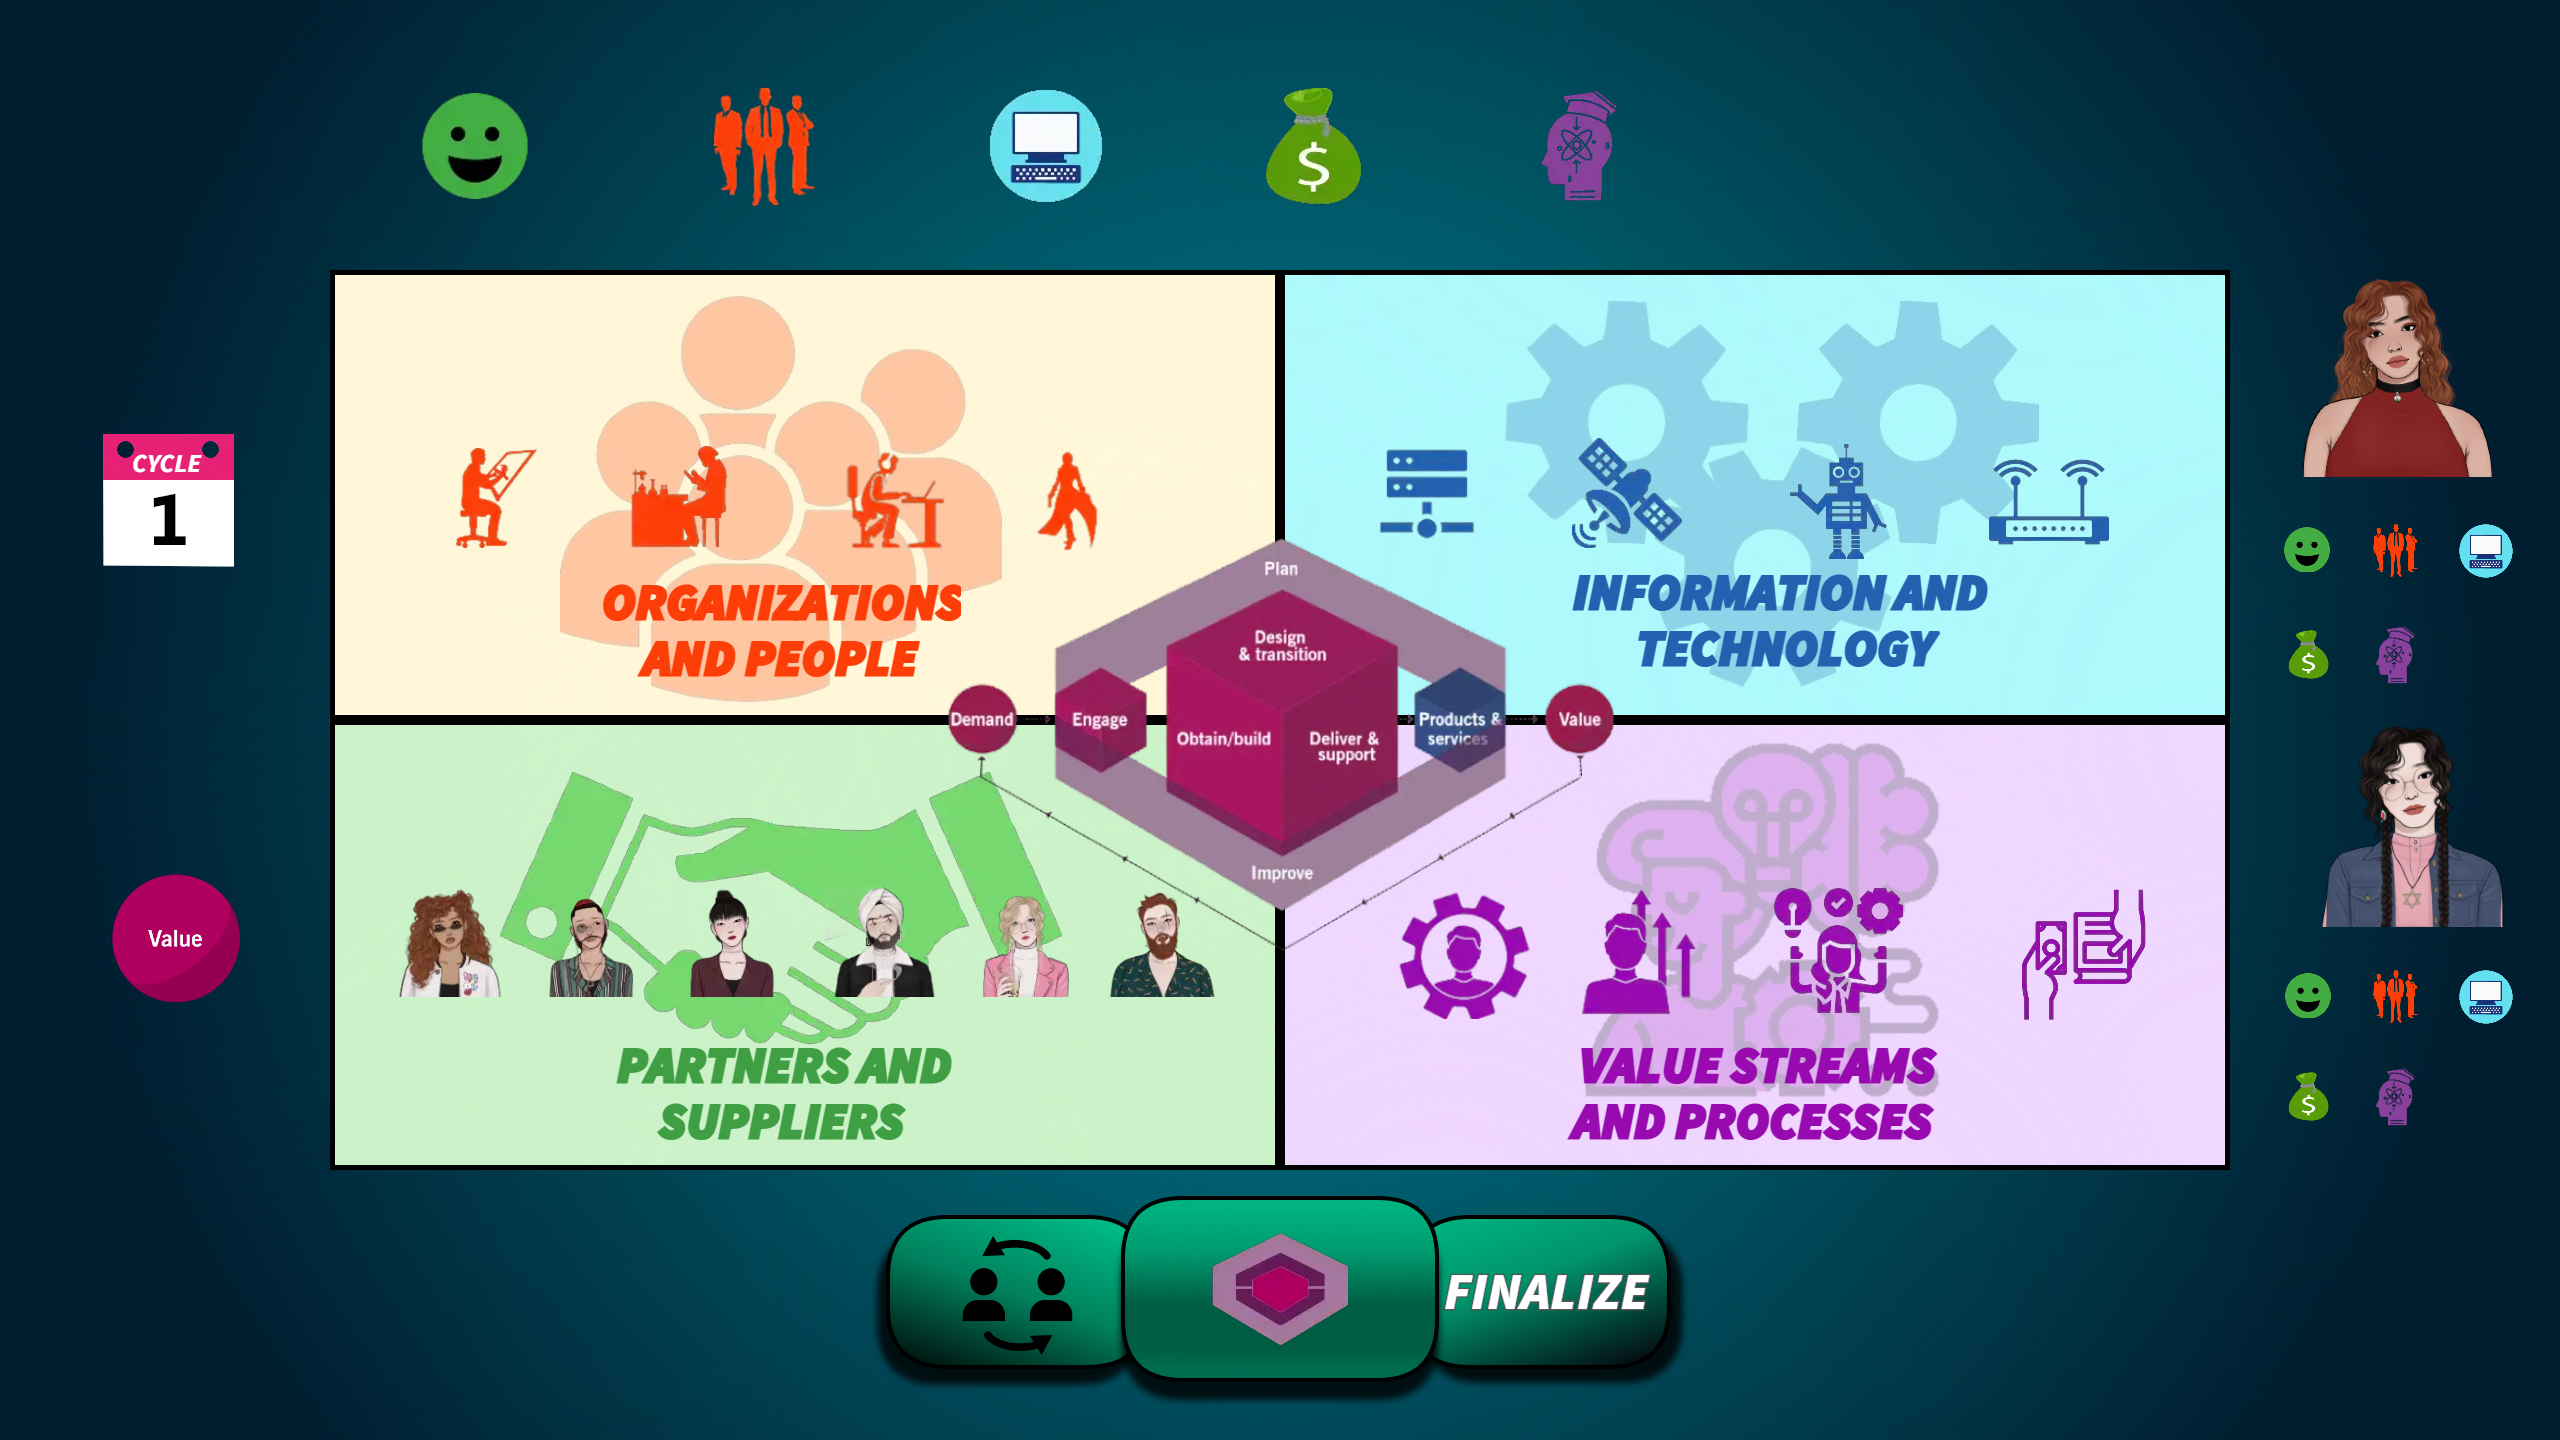 $
CYCLE
1
ORGANIZATIONS
AND PEOPLE
INFORMATION AND
TECHNOLOGY
Plan
Design
& transition
Demand
Engage
Obtain/build
Deliver &
support
Products &
services
Value
Improve
Value
PARTNERS AND
SUPPLIERS
VALUE STREAMS
AND PROCESSES
$
$
FINALIZE